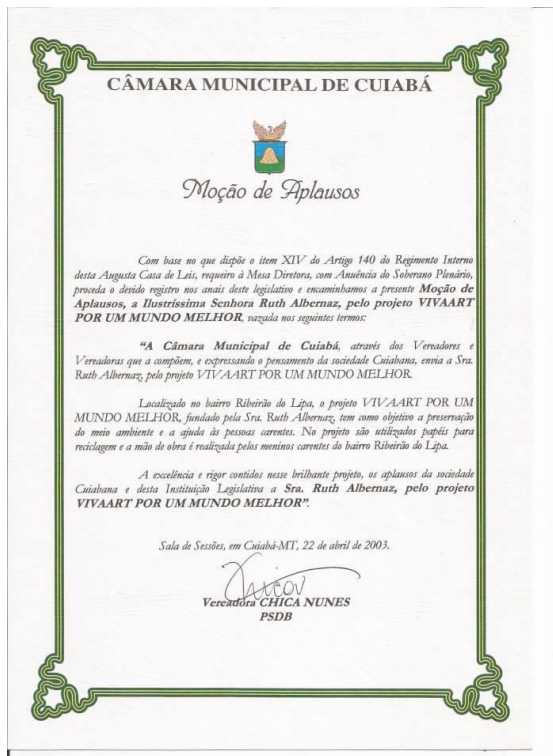 CÂMARA MUNICIPAL DE CUIABÁ
Moção de Aplausos
Com base no que dispõe o item XIV do Artigo 140 do Regimento Interno
desta Augusta Casa de Leis, requeiro à Mesa Diretora, com Anuência do Soberano Plenário,
proceda o devido registro nos anais deste legislativo e encaminhamos a presente Moção de
Aplausos, a Ilustríssima Senhora Ruth Albernaz, pelo projeto VIVAART
POR UM MUNDO MELHOR, vazada nos seguintes termos:
"A Câmara Municipal de Cuiabá, através dos Vereadores e
Vereadoras que a compõem, e expressando o pensamento da sociedade Cuiabana, envia a Sra.
Ruth Albernaz, pelo projeto VIVAART POR UM MUNDO MELHOR.
Localizado no bairro Ribeirão do Lipa, o projeto VIVAART POR UM
MUNDO MELHOR, fundado pela Sra. Ruth Albernaz, tem como objetivo a preservação
do meio ambiente e a ajuda às pessoas carentes. No projeto são utilizados papéis para
reciclagem e a mão de obra é realizada pelos meninos carentes do bairro Ribeirão do Lipa.
A excelência e rigor contidos nesse brilhante projeto, os aplausos da sociedade
Cuiabana e desta Instituição Legislativa a Sra. Ruth Albernaz, pelo projeto
VIVAART POR UM MUNDO MELHOR".
Sala de Sessões, em Cuiabá-MT, 22 de abril de 2003.
Vereadora CHICA NUNES
PSDB